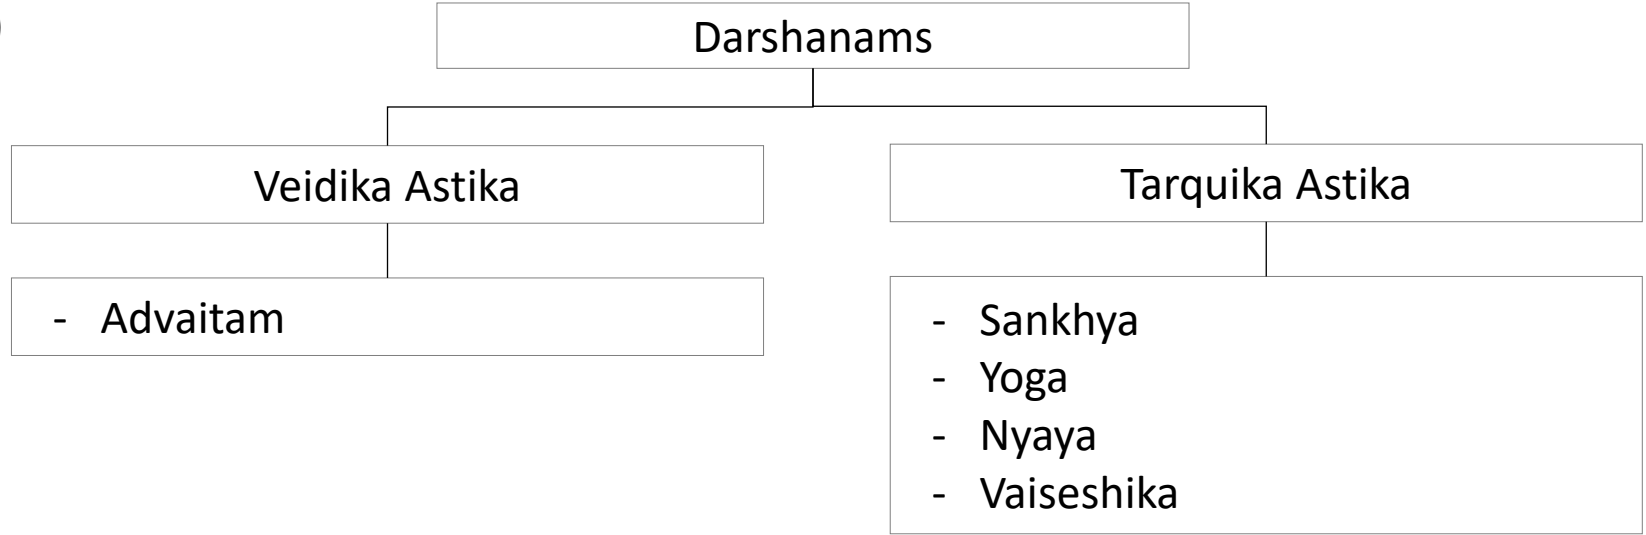 Darshanams
Veidika Astika
Tarquika Astika
- Advaitam
- Sankhya
- Yoga
- Nyaya
- Vaiseshika